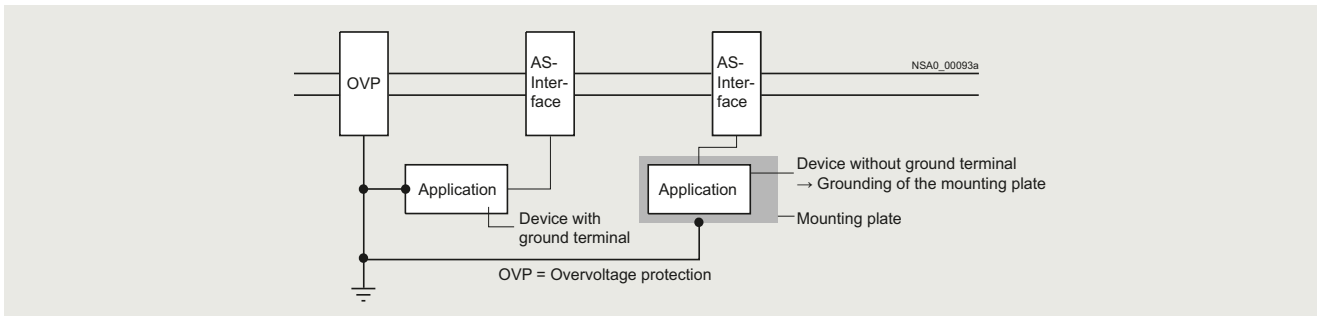 NSA0_00093a
OVP
AS-
Inter-
face
AS-
Inter-
face
Application
Device with
ground terminal
Application
Device without ground terminal
→ Grounding of the mounting plate
Mounting plate
OVP = Overvoltage protection